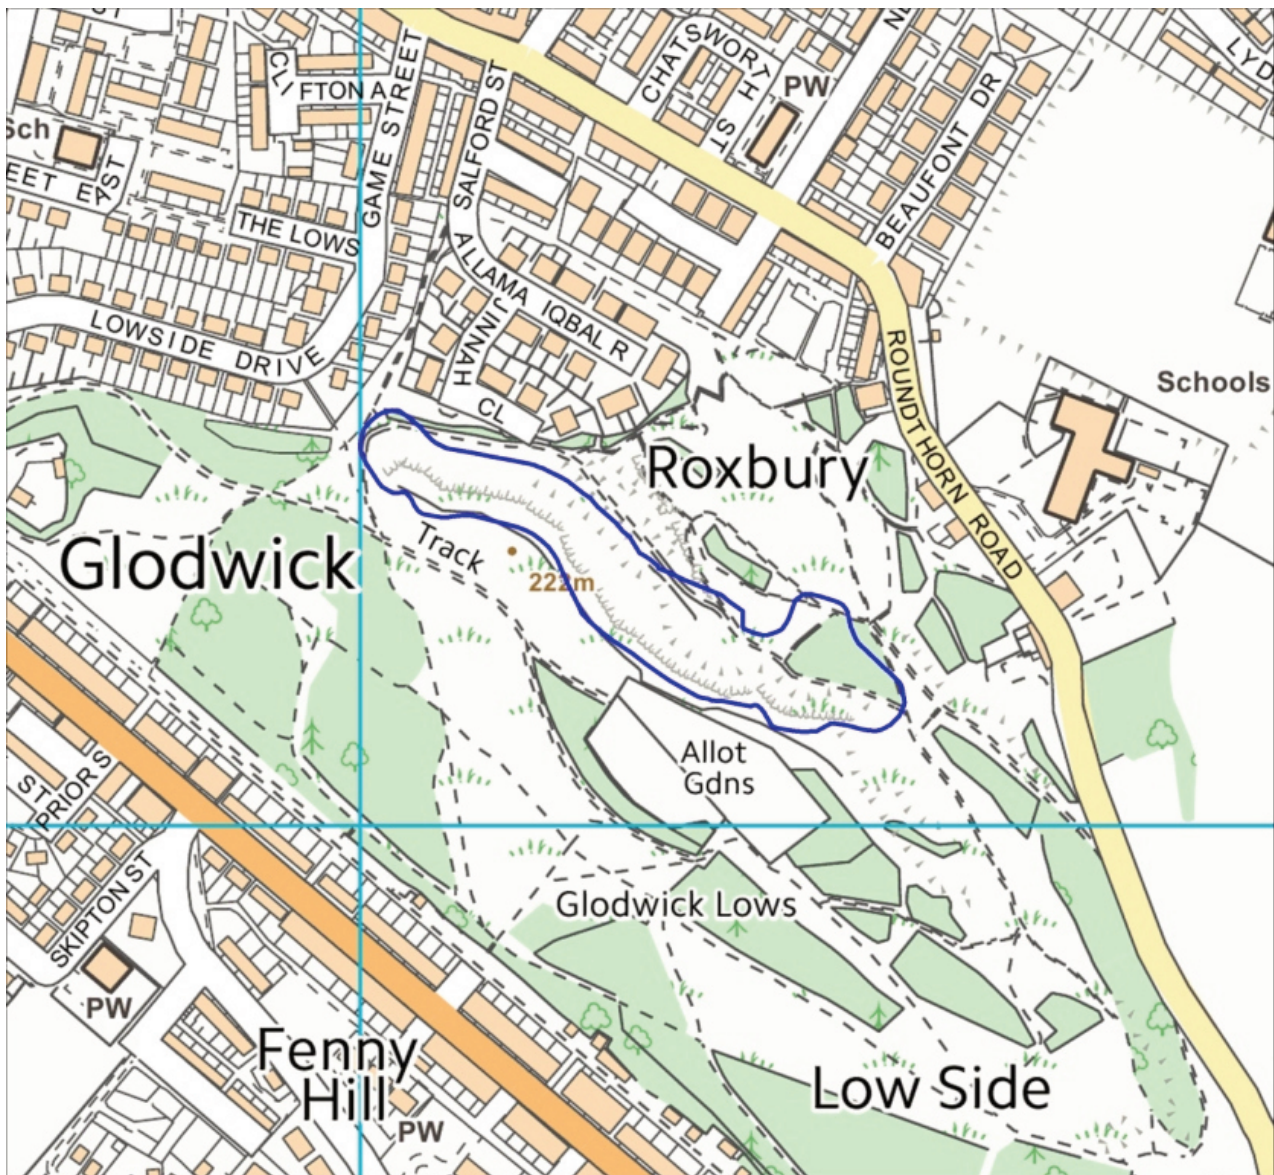 CLI
FTON A
GAME STREET
SALFORD ST
CHATSWORTH ST
PW
BEAUFONT DR
LYD
Sch
EET EAST
THE LOWS
LOWSIDE DRIVE
ALLAMA IQBAL R
JINNAH
CL
ROUNDTHORN ROAD
Schools
Roxbury
Glodwick
Track
222m
Allot
Gdns
PRIOR S
ST
SKIPTON ST
Glodwick Lows
PW
Fenny
Hill
PW
Low Side